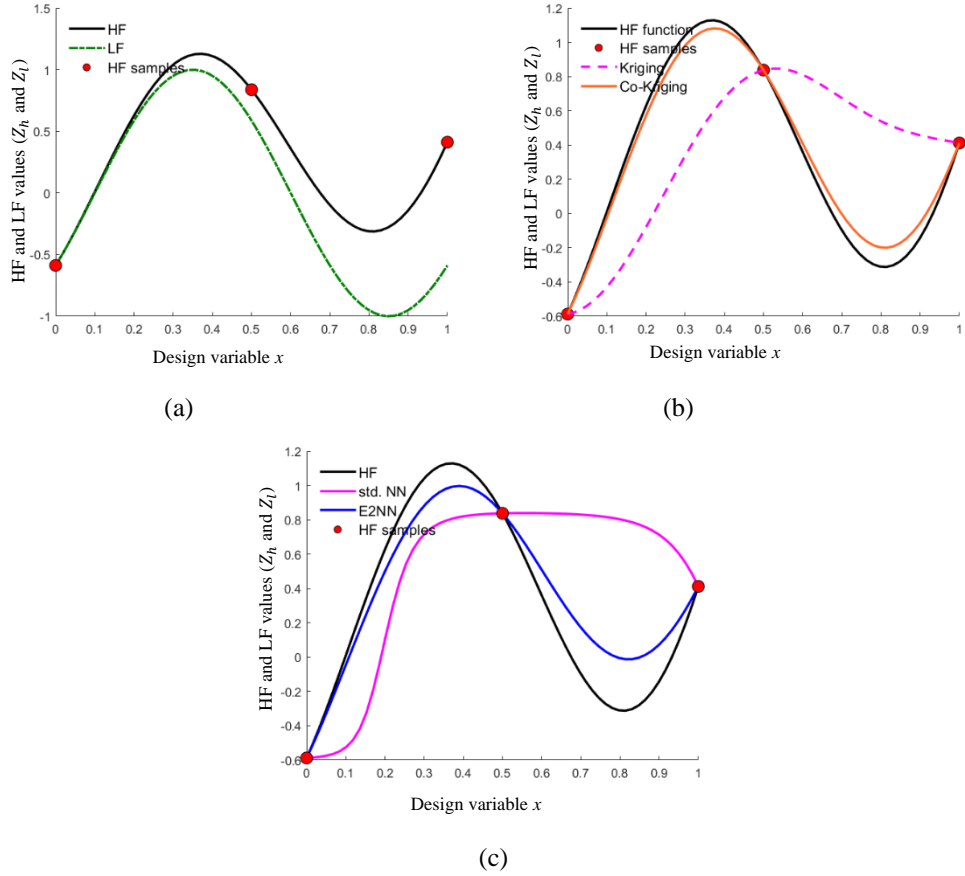 HF
LF
HF samples
HF and LF values (Zh and Zl)
1.5
1
0.5
0
-0.5
-1
0 0.1 0.2 0.3 0.4 0.5 0.6 0.7 0.8 0.9 1
Design variable x
(a)
HF function
HF samples
Kriging
Co-Kriging
HF and LF values (Zh and Zl)
1.2
1
0.8
0.6
0.4
0.2
0
-0.2
-0.4
-0.6
0 0.1 0.2 0.3 0.4 0.5 0.6 0.7 0.8 0.9 1
Design variable x
(b)
HF
std. NN
E2NN
HF samples
HF and LF values (Zh and Zl)
1.2
1
0.8
0.6
0.4
0.2
0
-0.2
-0.4
-0.6
0 0.1 0.2 0.3 0.4 0.5 0.6 0.7 0.8 0.9 1
Design variable x
(c)